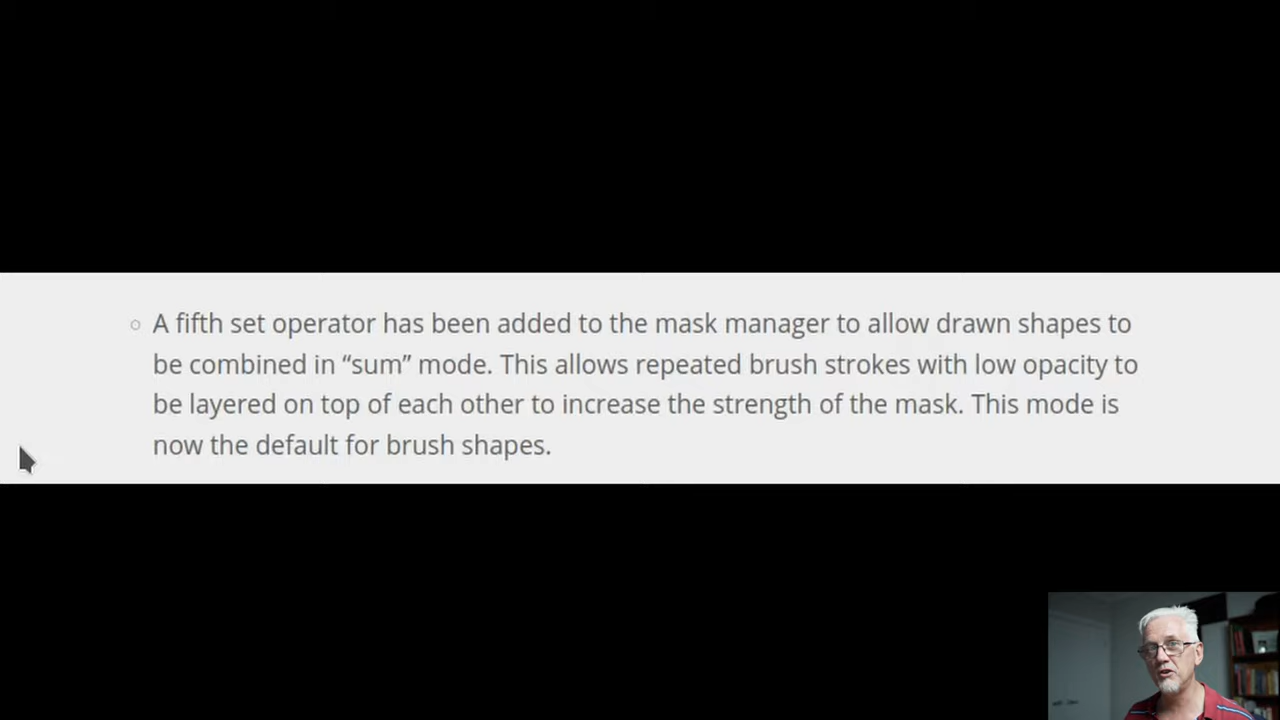 A fifth set operator has been added to the mask manager to allow drawn shapes to
be combined in “sum” mode. This allows repeated brush strokes with low opacity to
be layered on top of each other to increase the strength of the mask. This mode is
now the default for brush shapes.